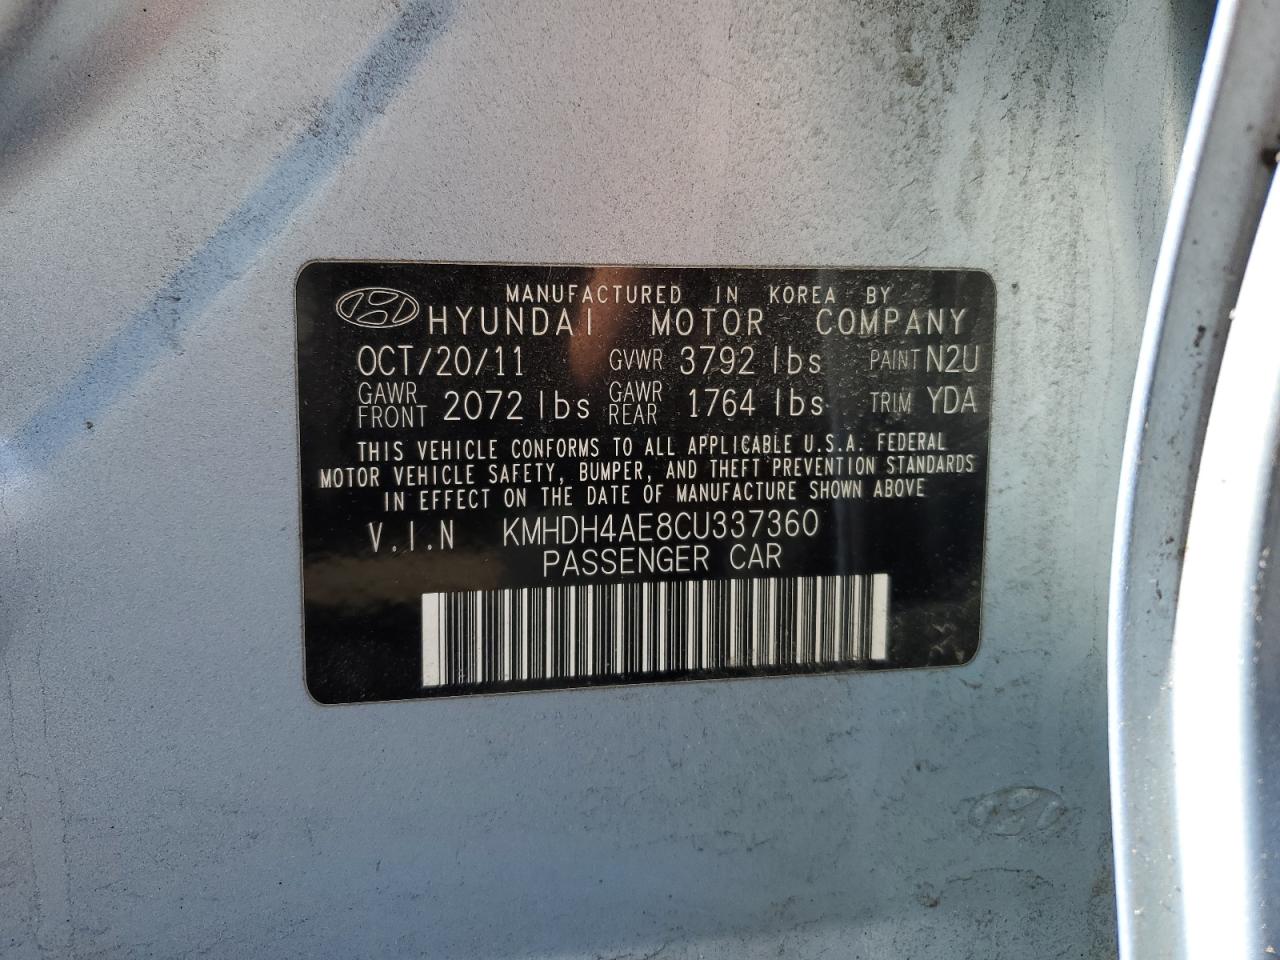 MANUFACTURED IN KOREA BY
HYUNDAI MOTOR COMPANY
OCT/20/11 GVWR 3792 lbs PAINT N2U
GAWR FRONT 2072 lbs GAWR REAR 1764 lbs TRIM YDA
THIS VEHICLE CONFORMS TO ALL APPLICABLE U.S.A. FEDERAL
MOTOR VEHICLE SAFETY, BUMPER, AND THEFT PREVENTION STANDARDS
IN EFFECT ON THE DATE OF MANUFACTURE SHOWN ABOVE
V.I.N KMHDH4AE8CU337360
PASSENGER CAR